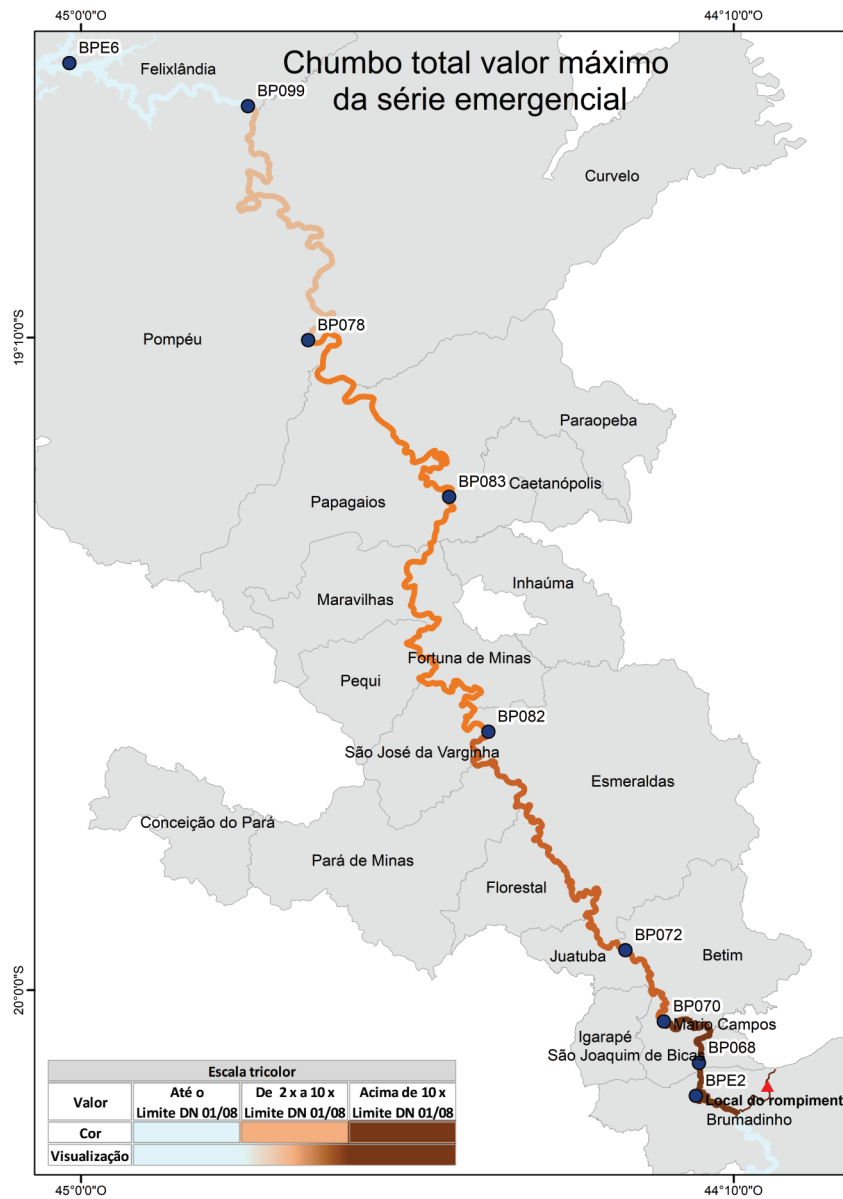 45°0'0"O
44°10'0"O
BPE6
Felixlândia
Chumbo total valor máximo
da série emergencial
BP099
Curvelo
BP078
19°10'0"S
Pompéu
Paraopeba
BP083
Caetanópolis
Papagaios
Inhaúma
Maravilhas
Fortuna de Minas
Pequi
BP082
São José da Varginha
Esmeraldas
Conceição do Pará
Pará de Minas
Florestal
BP072
Juatuba
Betim
20°0'0"S
BP070
Mário Campos
Igarapé
São Joaquim de Bicas
BP068
BPE2
Local do rompiment
Brumadinho
Escala tricolor
Valor
Até o
Limite DN 01/08
De 2 x a 10 x
Limite DN 01/08
Acima de 10 x
Limite DN 01/08
Cor
Visualização
45°0'0"O
44°10'0"O